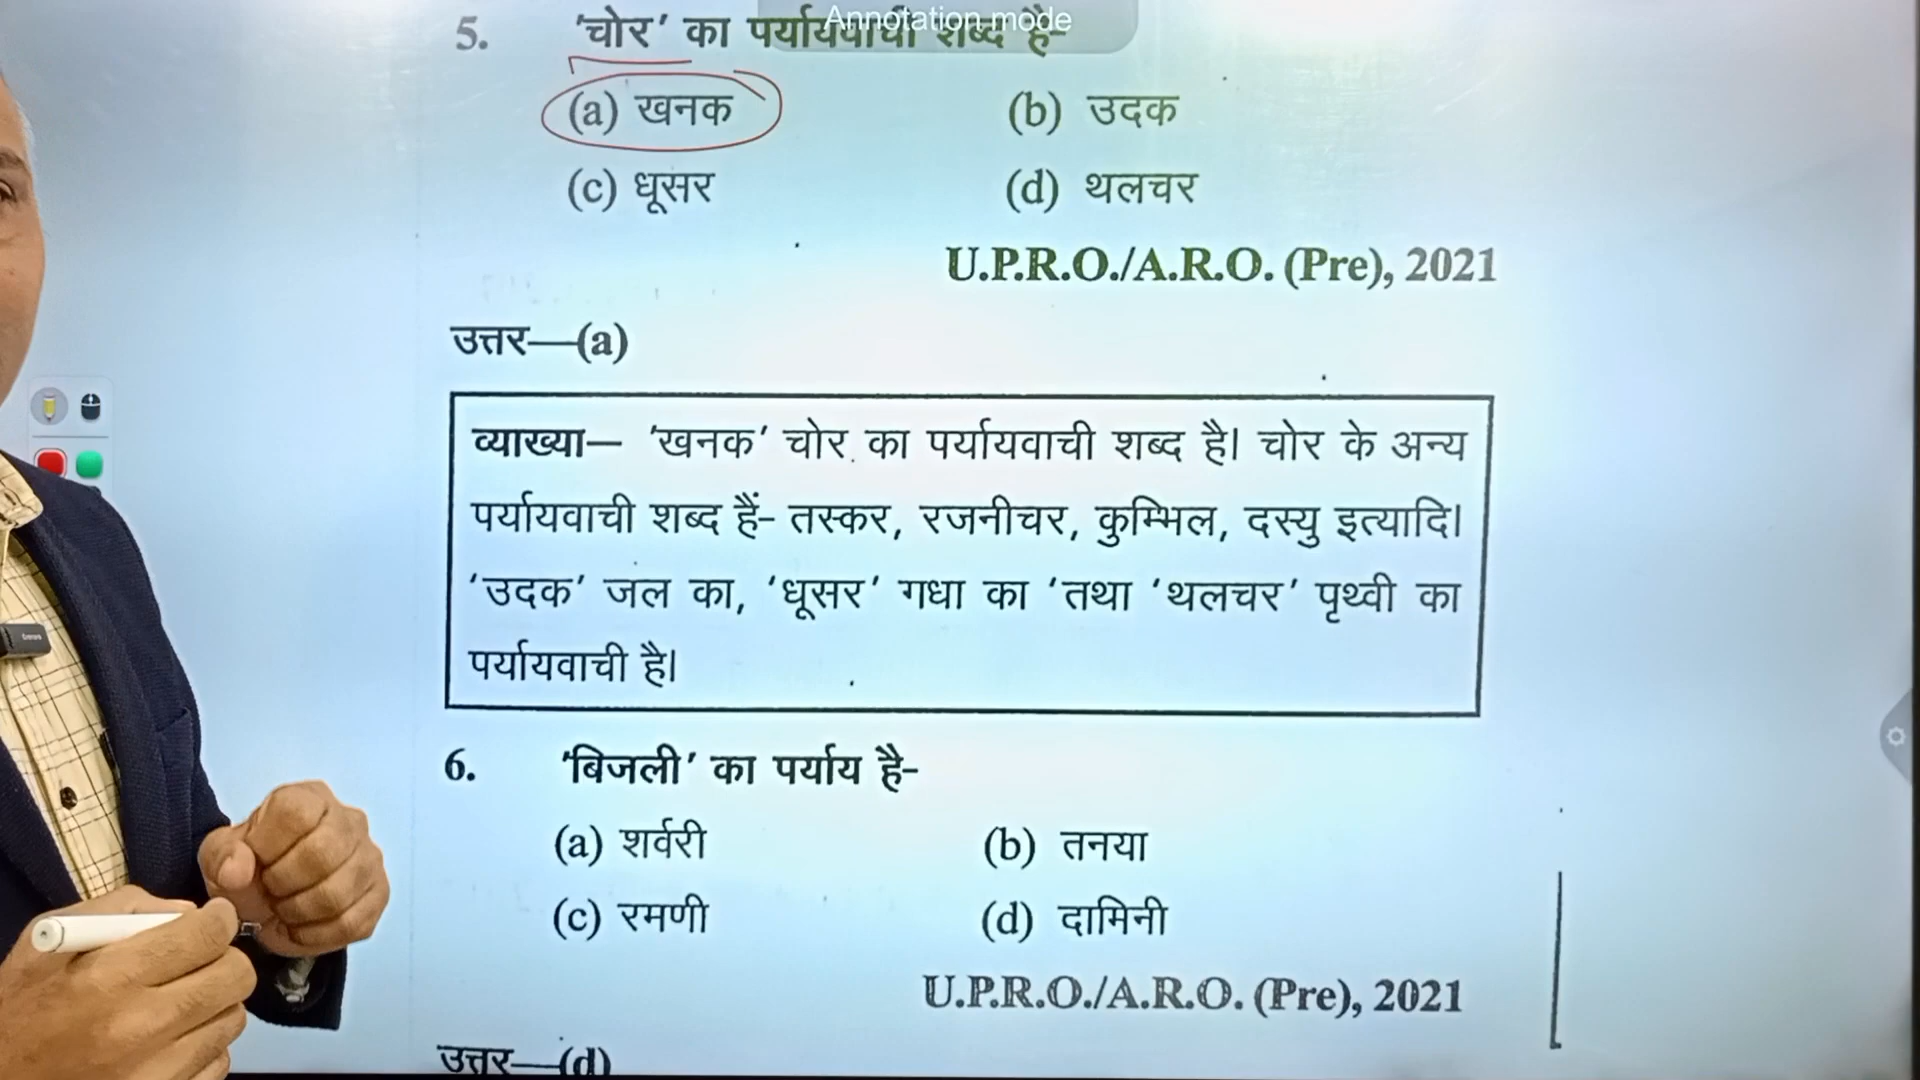 Annotation mode
5. ‘चोर’ का पर्यायवाची शब्द है-
(a) खनक (b) उदक
(c) धूसर (d) थलचर
U.P.R.O./A.R.O. (Pre), 2021
उत्तर—(a)
व्याख्या— ‘खनक’ चोर का पर्यायवाची शब्द है। चोर के अन्य
पर्यायवाची शब्द हैं- तस्कर, रजनीचर, कुम्भिल, दस्यु इत्यादि।
‘उदक’ जल का, ‘धूसर’ गधा का ‘तथा ‘थलचर’ पृथ्वी का
पर्यायवाची है।
6. ‘बिजली’ का पर्याय है-
(a) शर्वरी (b) तनया
(c) रमणी (d) दामिनी
U.P.R.O./A.R.O. (Pre), 2021
उत्तर—(d)